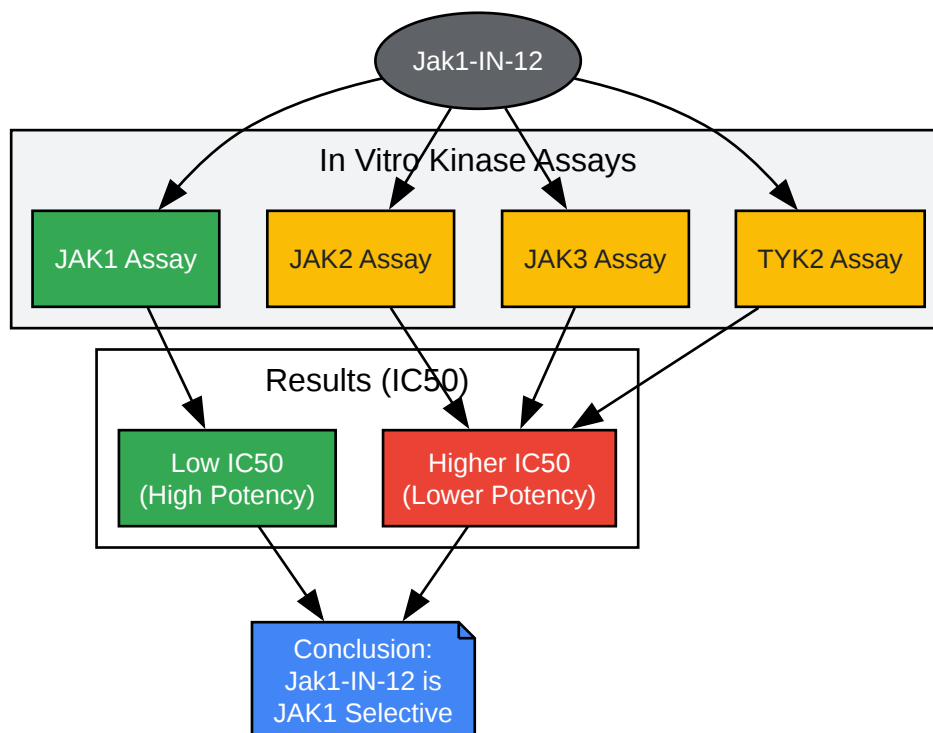 Jak1-IN-12
In Vitro Kinase Assays
JAK1 Assay
JAK2 Assay
JAK3 Assay
TYK2 Assay
Results (IC50)
Low IC50
(High Potency)
Higher IC50
(Lower Potency)
Conclusion:
Jak1-IN-12 is
JAK1 Selective